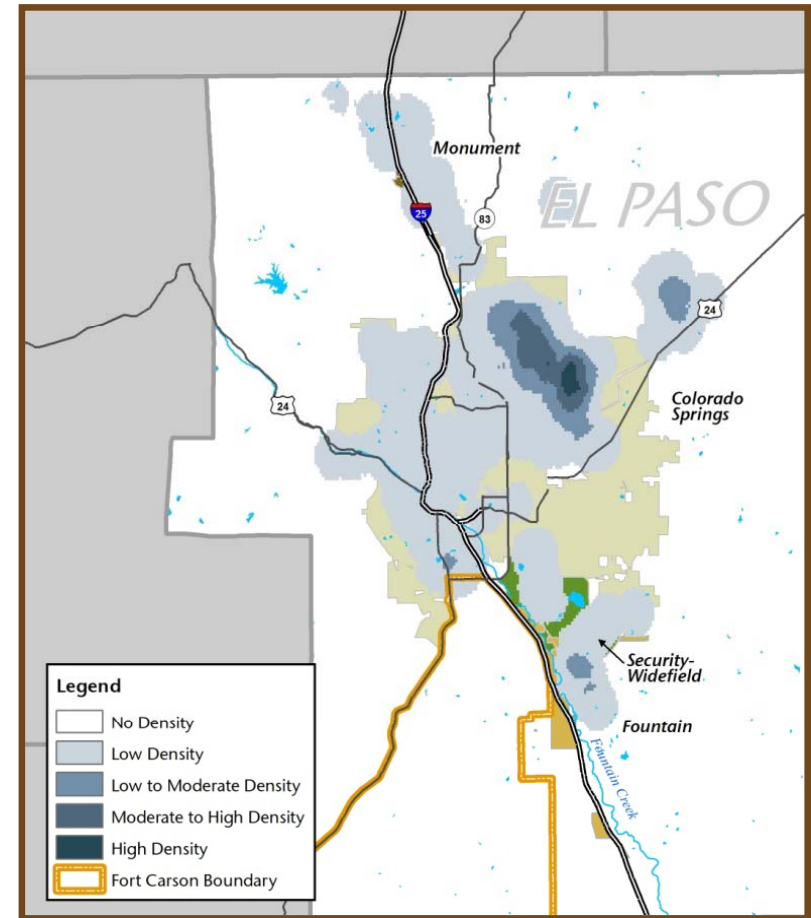 Monument
25
83
EL PASO
24
24
Colorado
Springs
Security-
Widefield
Fountain
Fountain Creek
Legend
No Density
Low Density
Low to Moderate Density
Moderate to High Density
High Density
Fort Carson Boundary